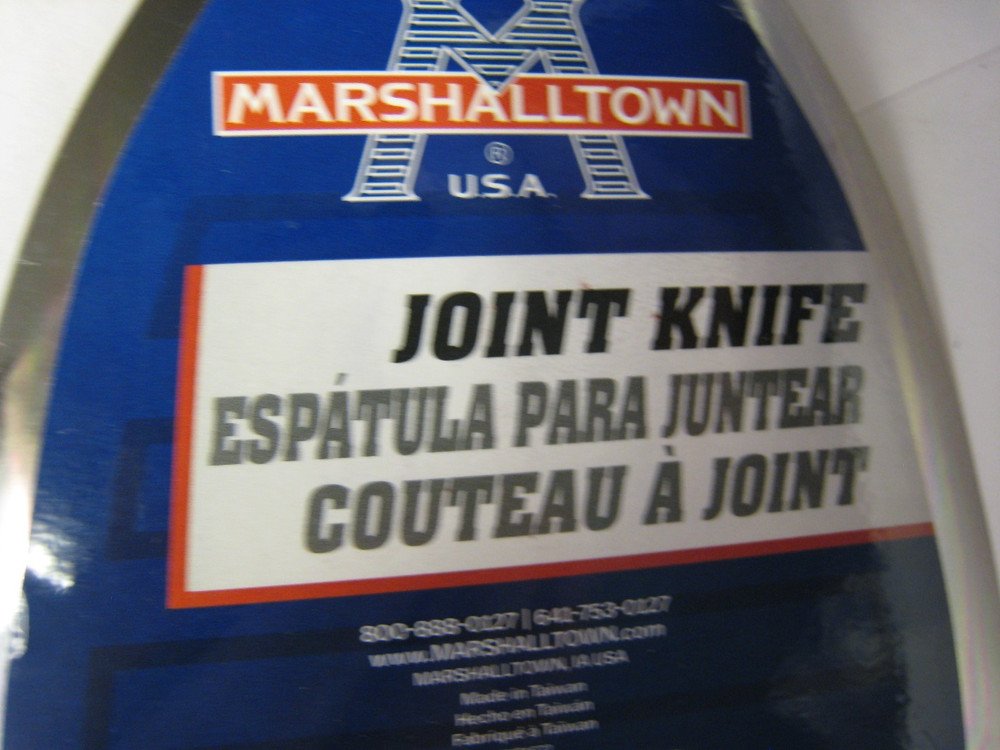 MARSHALLTOWN
®
U.S.A.
JOINT KNIFE
ESPÁTULA PARA JUNTEAR
COUTEAU À JOINT
800-888-0127 | 641-753-0127
www.MARSHALLTOWN.com
MARSHALLTOWN, IA USA
Made in Taiwan
Hecho en Taiwán
Fabriqué à Taiwan